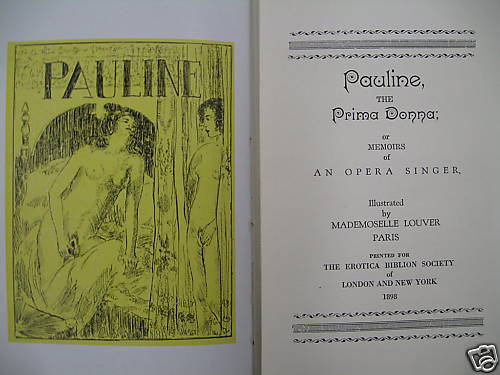 PAULINE
Pauline,
THE
Prima Donna;
or
MEMOIRS
of
AN OPERA SINGER,
Illustrated
by
MADEMOSELLE LOUVER
PARIS
PRINTED FOR
THE EROTICA BIBLION SOCIETY
of
LONDON AND NEW YORK
1898